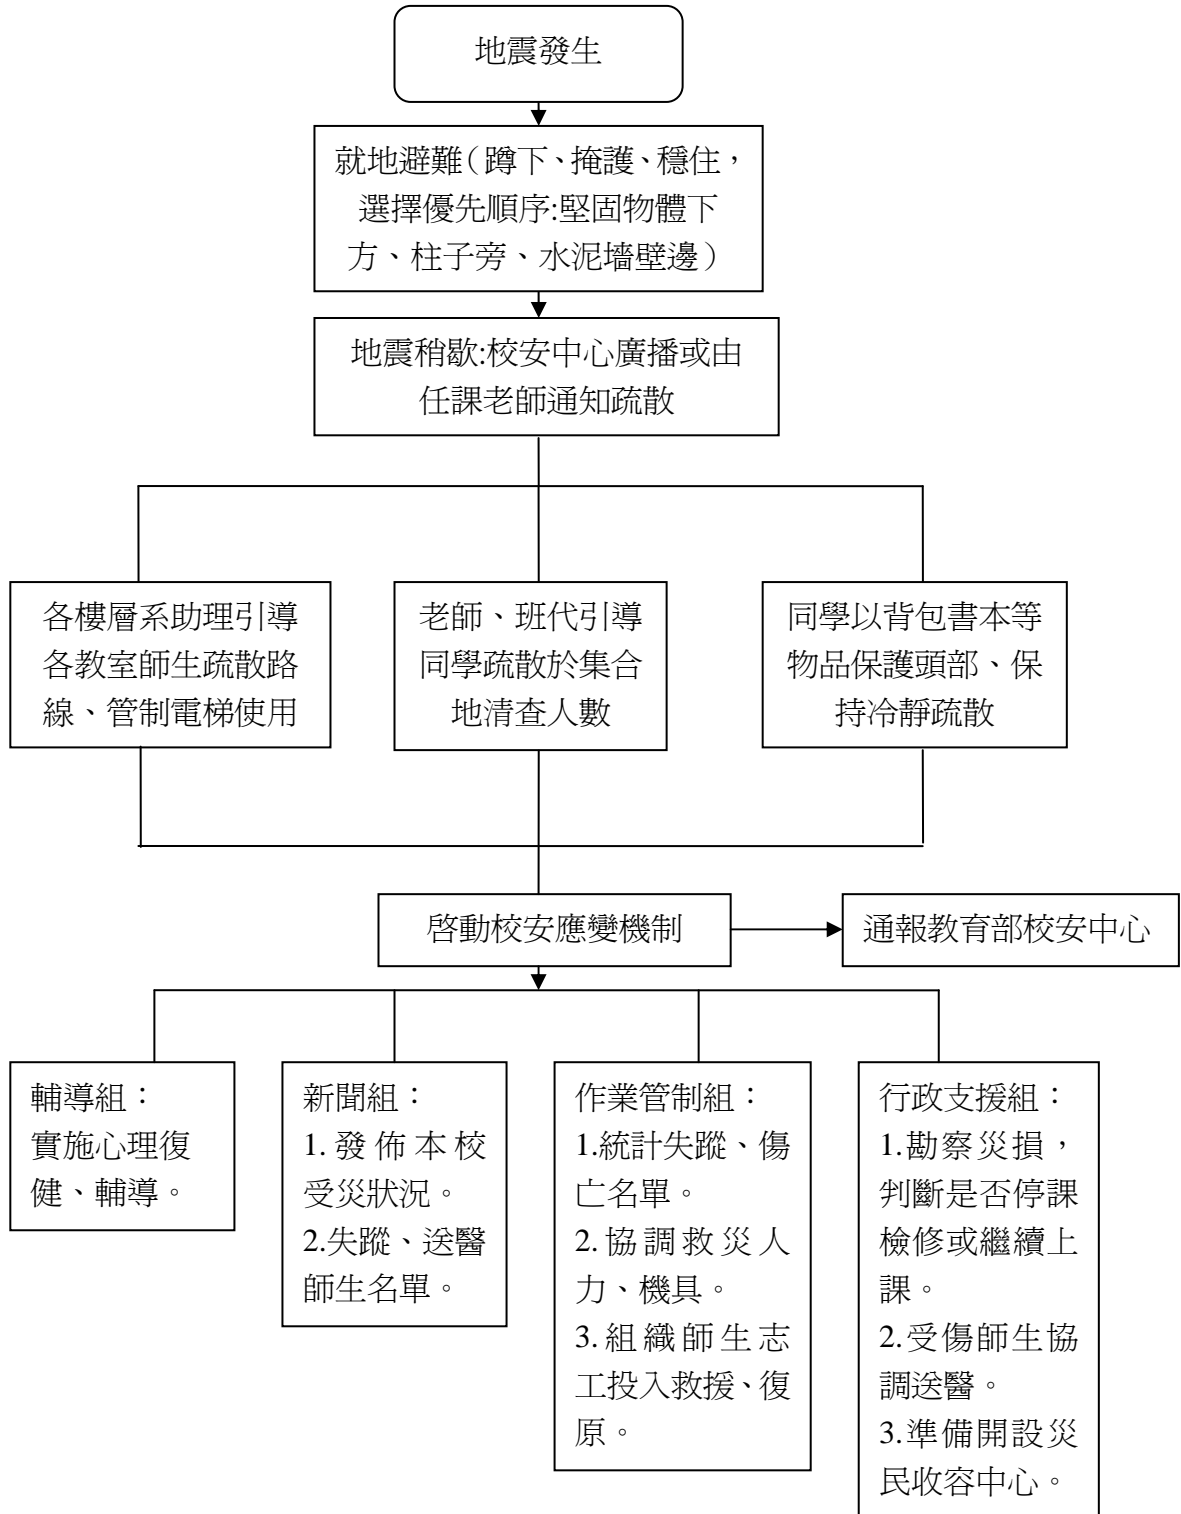 地震發生
就地避難（蹲下、掩護、穩住，
選擇優先順序:堅固物體下
方、柱子旁、水泥墻壁邊）
地震稍歇:校安中心廣播或由
任課老師通知疏散
各樓層系助理引導
各教室師生疏散路
線、管制電梯使用
老師、班代引導
同學疏散於集合
地清查人數
同學以背包書本等
物品保護頭部、保
持冷靜疏散
啓動校安應變機制
通報教育部校安中心
輔導組：
實施心理復
健、輔導。
新聞組：
1.發佈本校
受災狀況。
2.失蹤、送醫
師生名單。
作業管制組：
1.統計失蹤、傷
亡名單。
2.協調救災人
力、機具。
3.組織師生志
工投入救援、復
原。
行政支援組：
1.勘察災損，
判斷是否停課
檢修或繼續上
課。
2.受傷師生協
調送醫。
3.準備開設災
民收容中心。